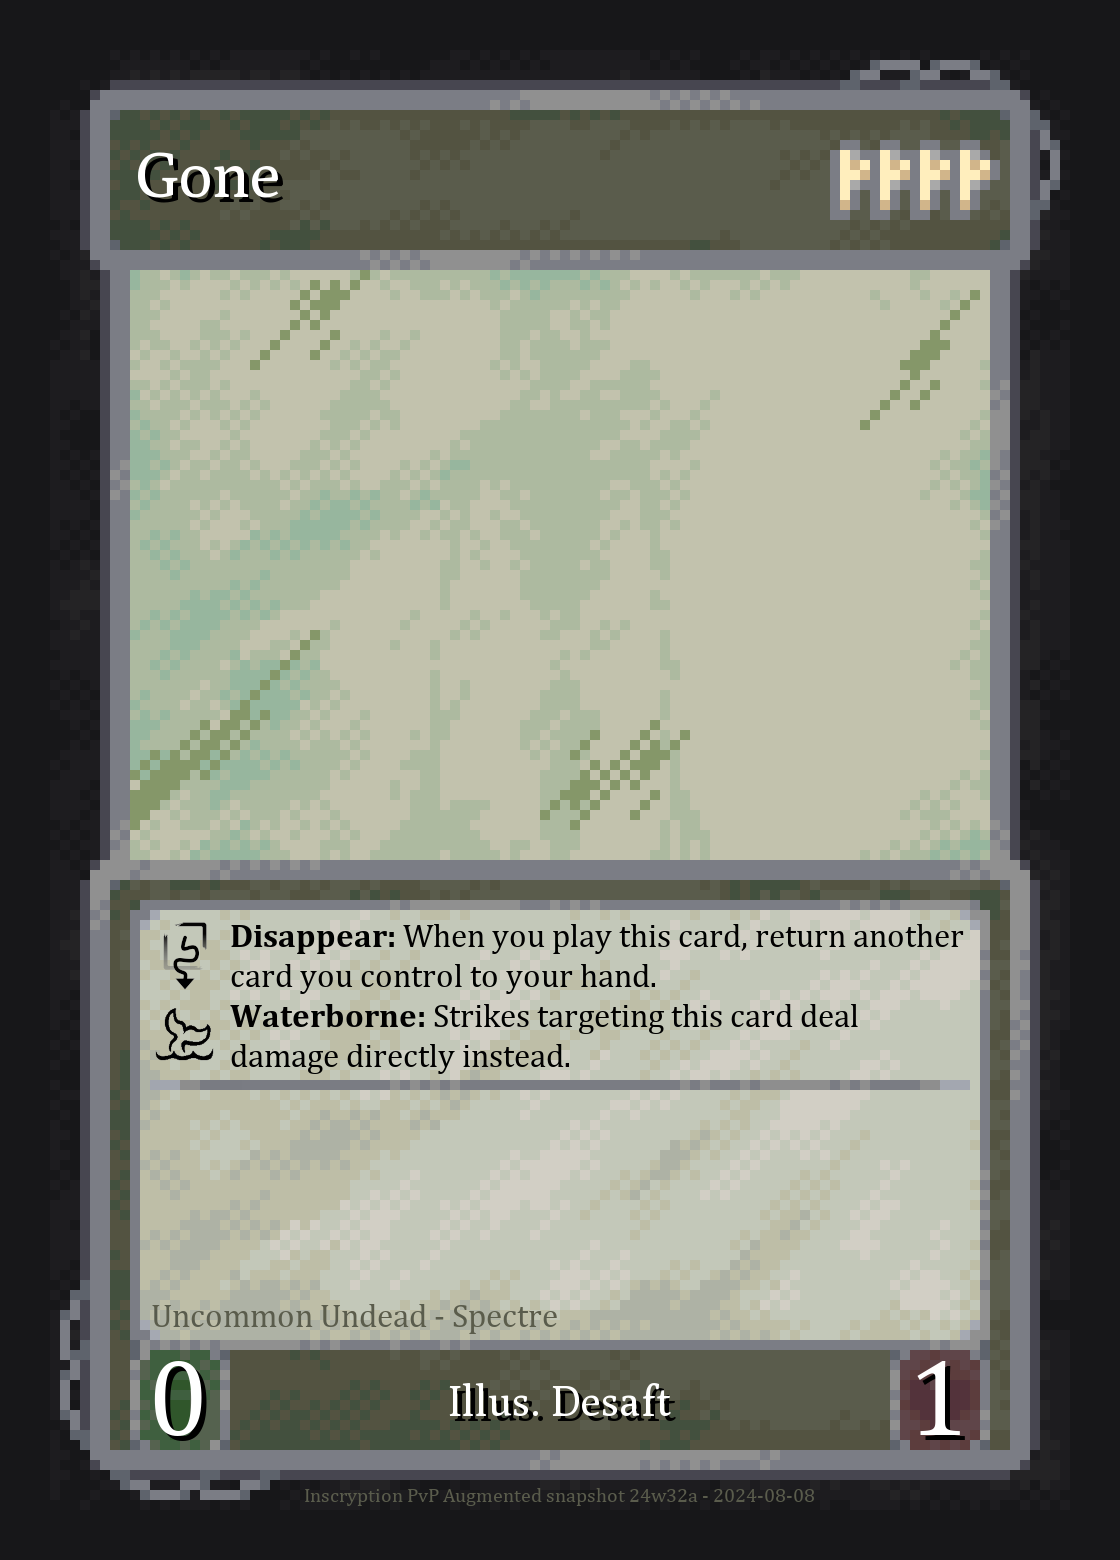 Gone
Disappear: When you play this card, return another
card you control to your hand.
Waterborne: Strikes targeting this card deal
damage directly instead.
Uncommon Undead - Spectre
0
Illus. Desaft
1
Inscryption PvP Augmented snapshot 24w32a - 2024-08-08